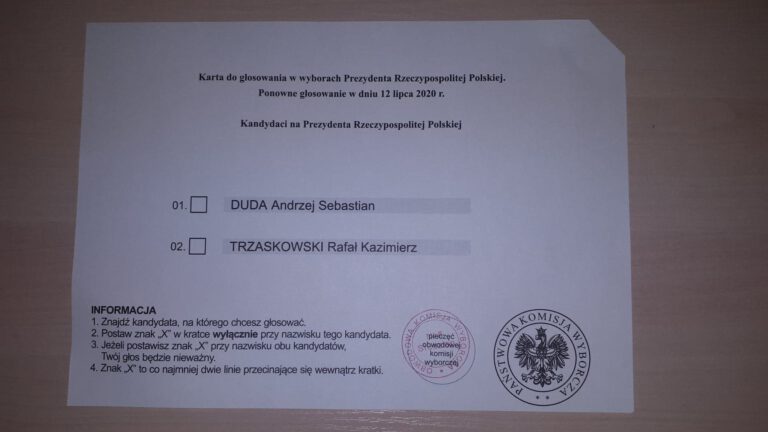 Karta do głosowania w wyborach Prezydenta Rzeczypospolitej Polskiej.
Ponowne głosowanie w dniu 12 lipca 2020 r.
Kandydaci na Prezydenta Rzeczypospolitej Polskiej
01. DUDA Andrzej Sebastian
02. TRZASKOWSKI Rafał Kazimierz
INFORMACJA
1. Znajdź kandydata, na którego chcesz głosować.
2. Postaw znak „X” w kratce wyłącznie przy nazwisku tego kandydata.
3. Jeżeli postawisz znak „X” przy nazwisku obu kandydatów,
Twój głos będzie nieważny.
4. Znak „X” to co najmniej dwie linie przecinające się wewnątrz kratki.
OBWODOWA KOMISJA WYBORCZA
pieczęć
obwodowej
komisji
wyborczej
PAŃSTWOWA KOMISJA WYBORCZA